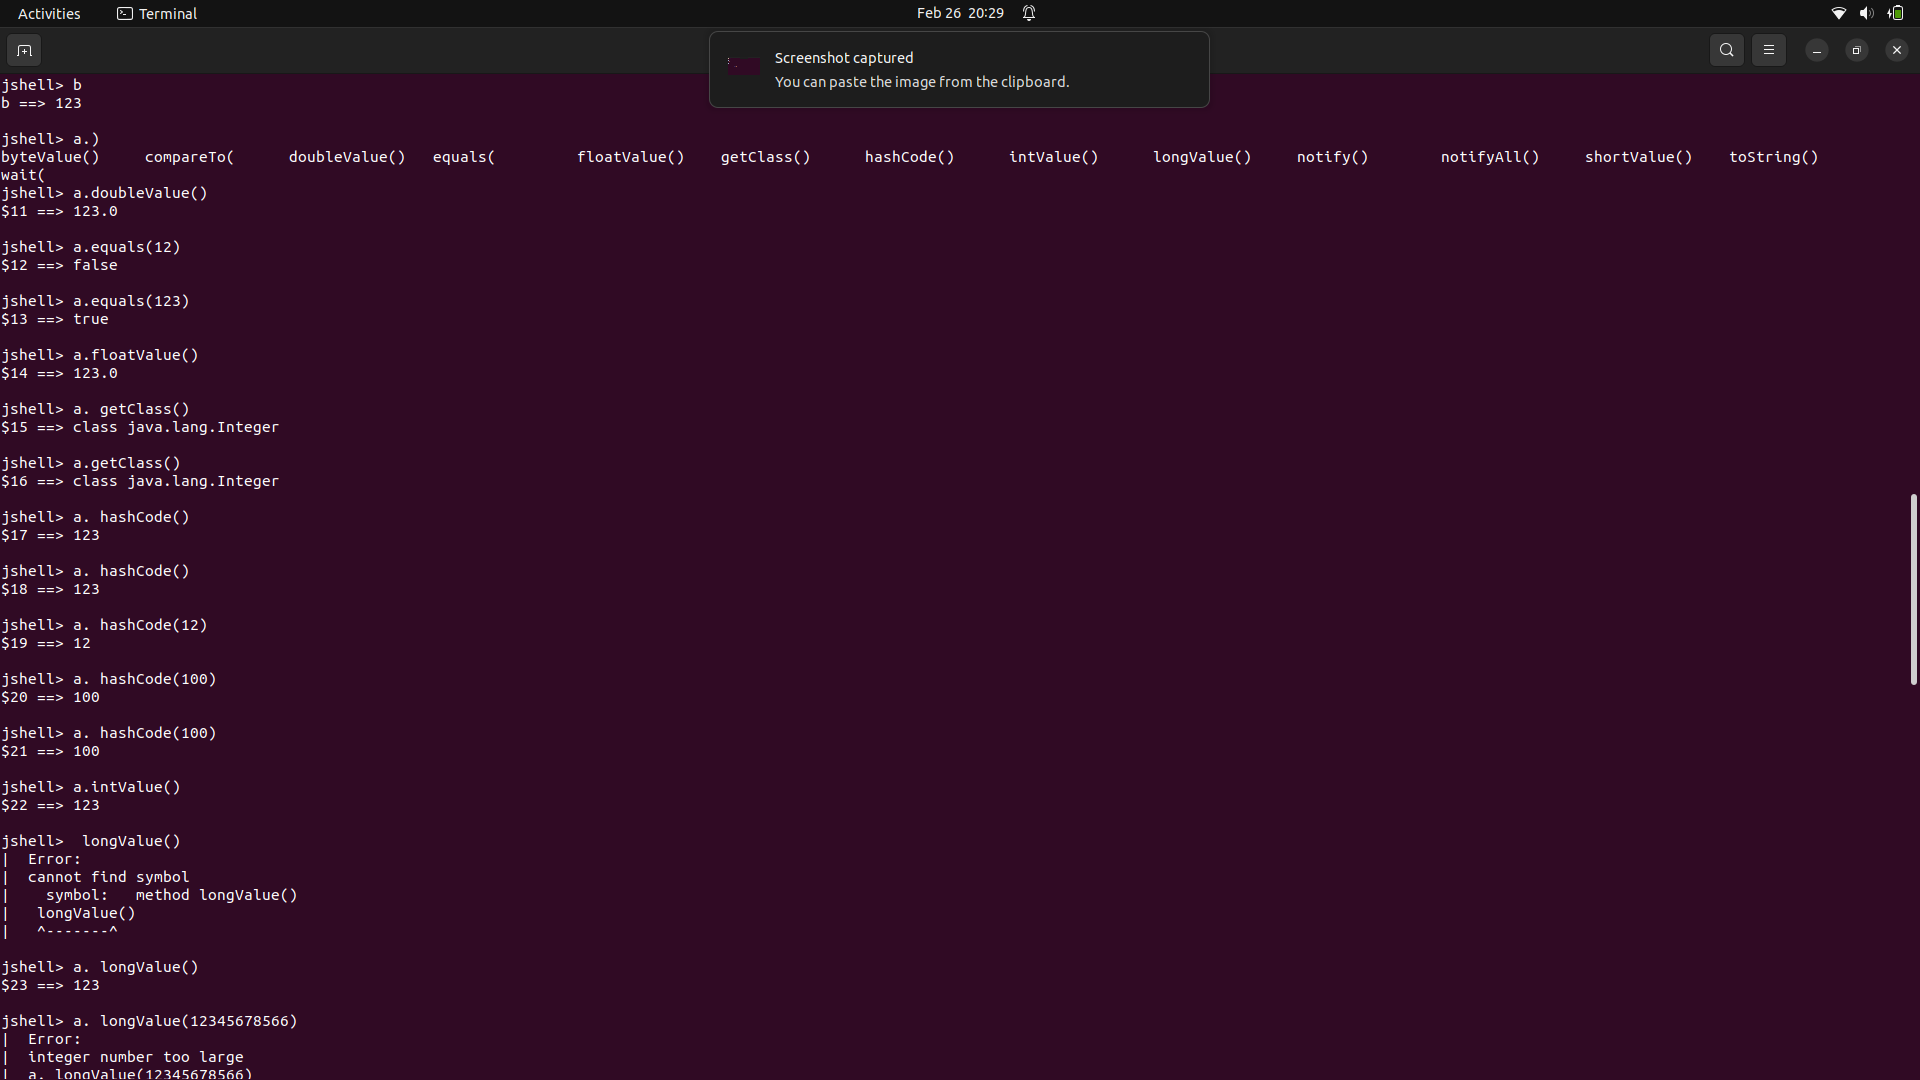 Activities Terminal Feb 26 20:29
Screenshot captured
You can paste the image from the clipboard.
jshell> b
b ==> 123
jshell> a.)
byteValue() compareTo( doubleValue() equals( floatValue() getClass() hashCode() intValue() longValue() notify() notifyAll() shortValue() toString()
wait(
jshell> a.doubleValue()
$11 ==> 123.0
jshell> a.equals(12)
$12 ==> false
jshell> a.equals(123)
$13 ==> true
jshell> a.floatValue()
$14 ==> 123.0
jshell> a. getClass()
$15 ==> class java.lang.Integer
jshell> a.getClass()
$16 ==> class java.lang.Integer
jshell> a. hashCode()
$17 ==> 123
jshell> a. hashCode()
$18 ==> 123
jshell> a. hashCode(12)
$19 ==> 12
jshell> a. hashCode(100)
$20 ==> 100
jshell> a. hashCode(100)
$21 ==> 100
jshell> a.intValue()
$22 ==> 123
jshell>  longValue()
|  Error:
|  cannot find symbol
|    symbol:   method longValue()
|   longValue()
|   ^-------^
jshell> a. longValue()
$23 ==> 123
jshell> a. longValue(12345678566)
|  Error:
|  integer number too large
|  a. longValue(12345678566)